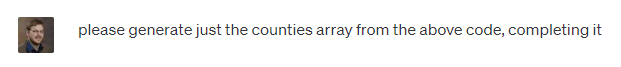 please generate just the counties array from the above code, completing it